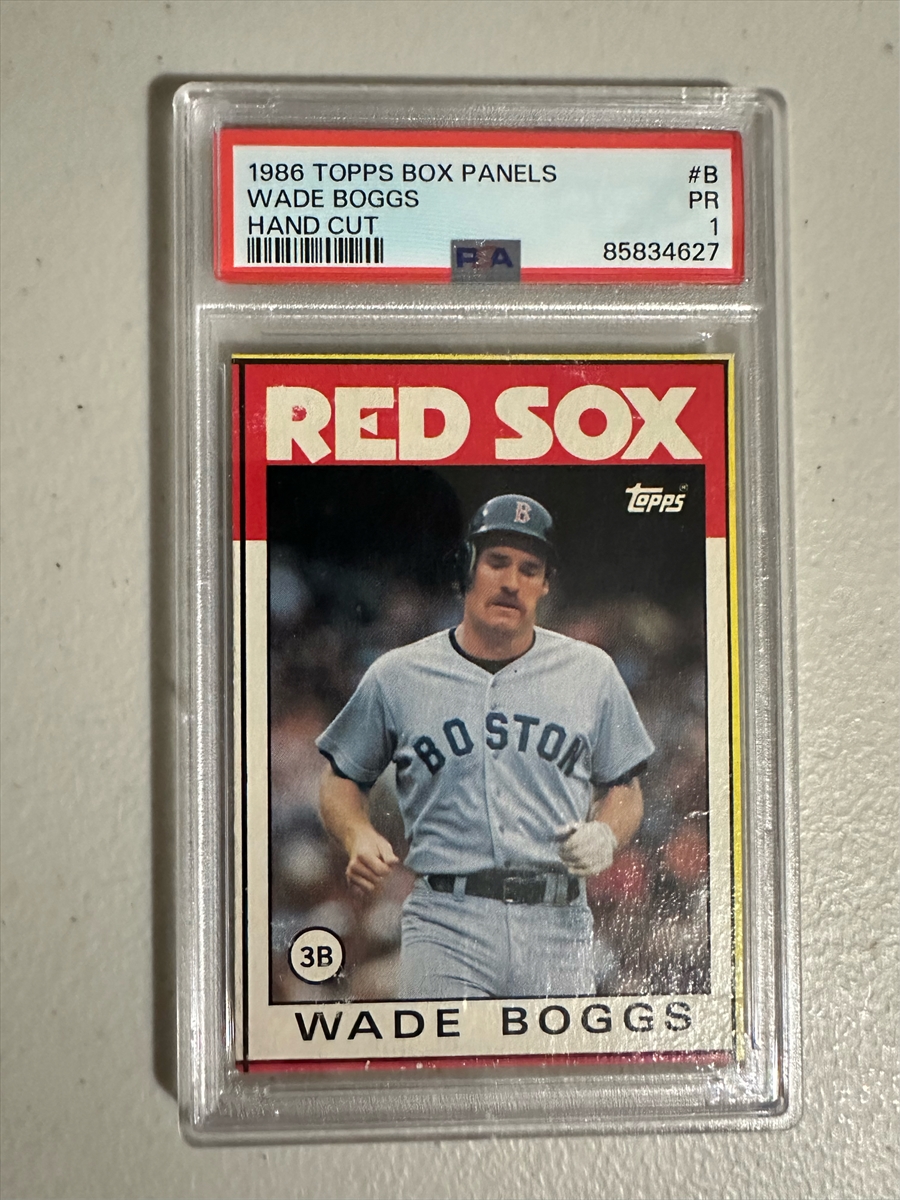 1986 TOPPS BOX PANELS #B
WADE BOGGS PR
HAND CUT 1
PSA 85834627
RED SOX
topps
B
BOSTON
3B
WADE BOGGS